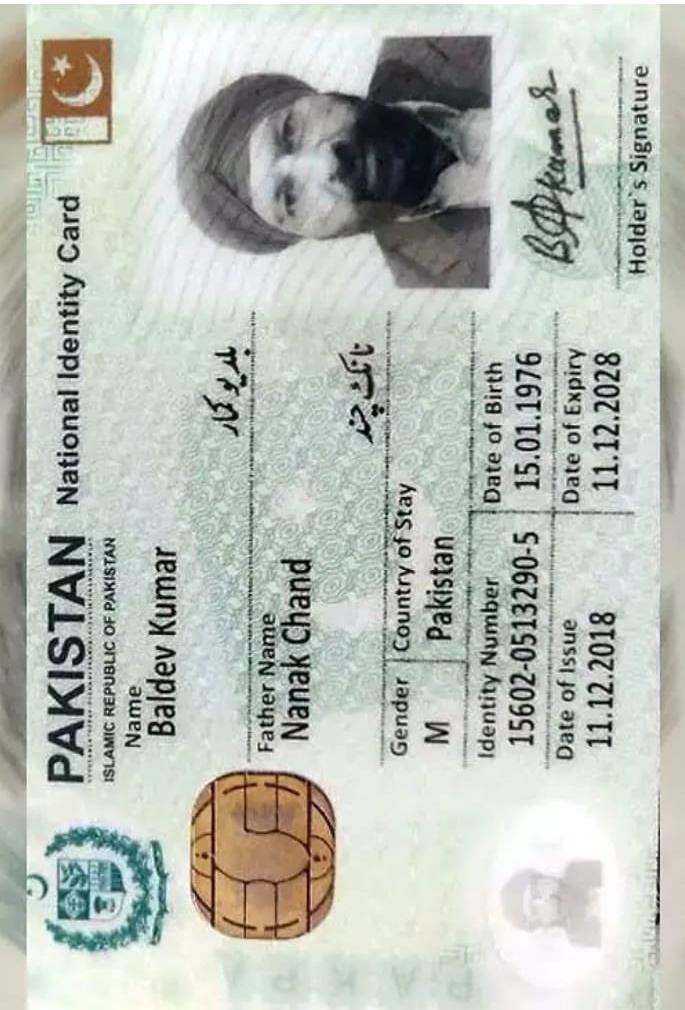 PAKISTAN National Identity Card
ISLAMIC REPUBLIC OF PAKISTAN
Name
Baldev Kumar
بلدیو کمار
Father Name
Nanak Chand
نانک چند
Gender Country of Stay
M Pakistan
Identity Number Date of Birth
15602-0513290-5 15.01.1976
Date of Issue Date of Expiry
11.12.2018 11.12.2028
Holder's Signature